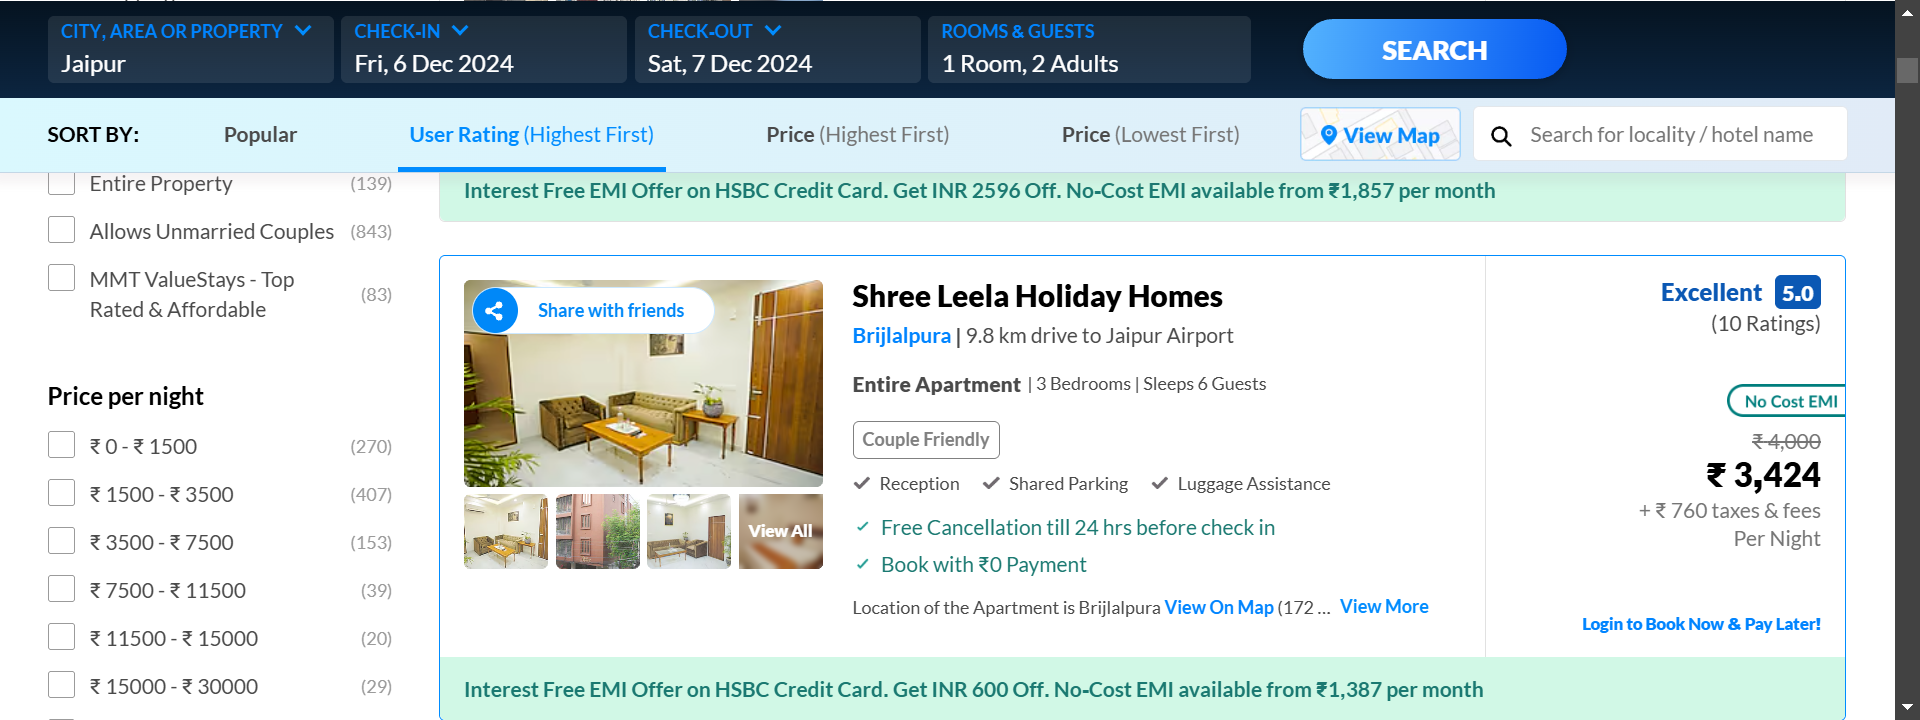 CITY, AREA OR PROPERTY
Jaipur
CHECK-IN
Fri, 6 Dec 2024
CHECK-OUT
Sat, 7 Dec 2024
ROOMS & GUESTS
1 Room, 2 Adults
SEARCH
SORT BY:
Popular
User Rating (Highest First)
Price (Highest First)
Price (Lowest First)
View Map
Search for locality / hotel name
Entire Property (139)
Allows Unmarried Couples (843)
MMT ValueStays - Top
Rated & Affordable (83)
Price per night
₹ 0 - ₹ 1500 (270)
₹ 1500 - ₹ 3500 (407)
₹ 3500 - ₹ 7500 (153)
₹ 7500 - ₹ 11500 (39)
₹ 11500 - ₹ 15000 (20)
₹ 15000 - ₹ 30000 (29)
Interest Free EMI Offer on HSBC Credit Card. Get INR 2596 Off. No-Cost EMI available from ₹1,857 per month
Share with friends
View All
Shree Leela Holiday Homes
Brijlalpura | 9.8 km drive to Jaipur Airport
Entire Apartment | 3 Bedrooms | Sleeps 6 Guests
Couple Friendly
Reception Shared Parking Luggage Assistance
Free Cancellation till 24 hrs before check in
Book with ₹0 Payment
Location of the Apartment is Brijlalpura View On Map (172 ... View More
Excellent 5.0
(10 Ratings)
No Cost EMI
₹ 4,000
₹ 3,424
+ ₹ 760 taxes & fees
Per Night
Login to Book Now & Pay Later!
Interest Free EMI Offer on HSBC Credit Card. Get INR 600 Off. No-Cost EMI available from ₹1,387 per month